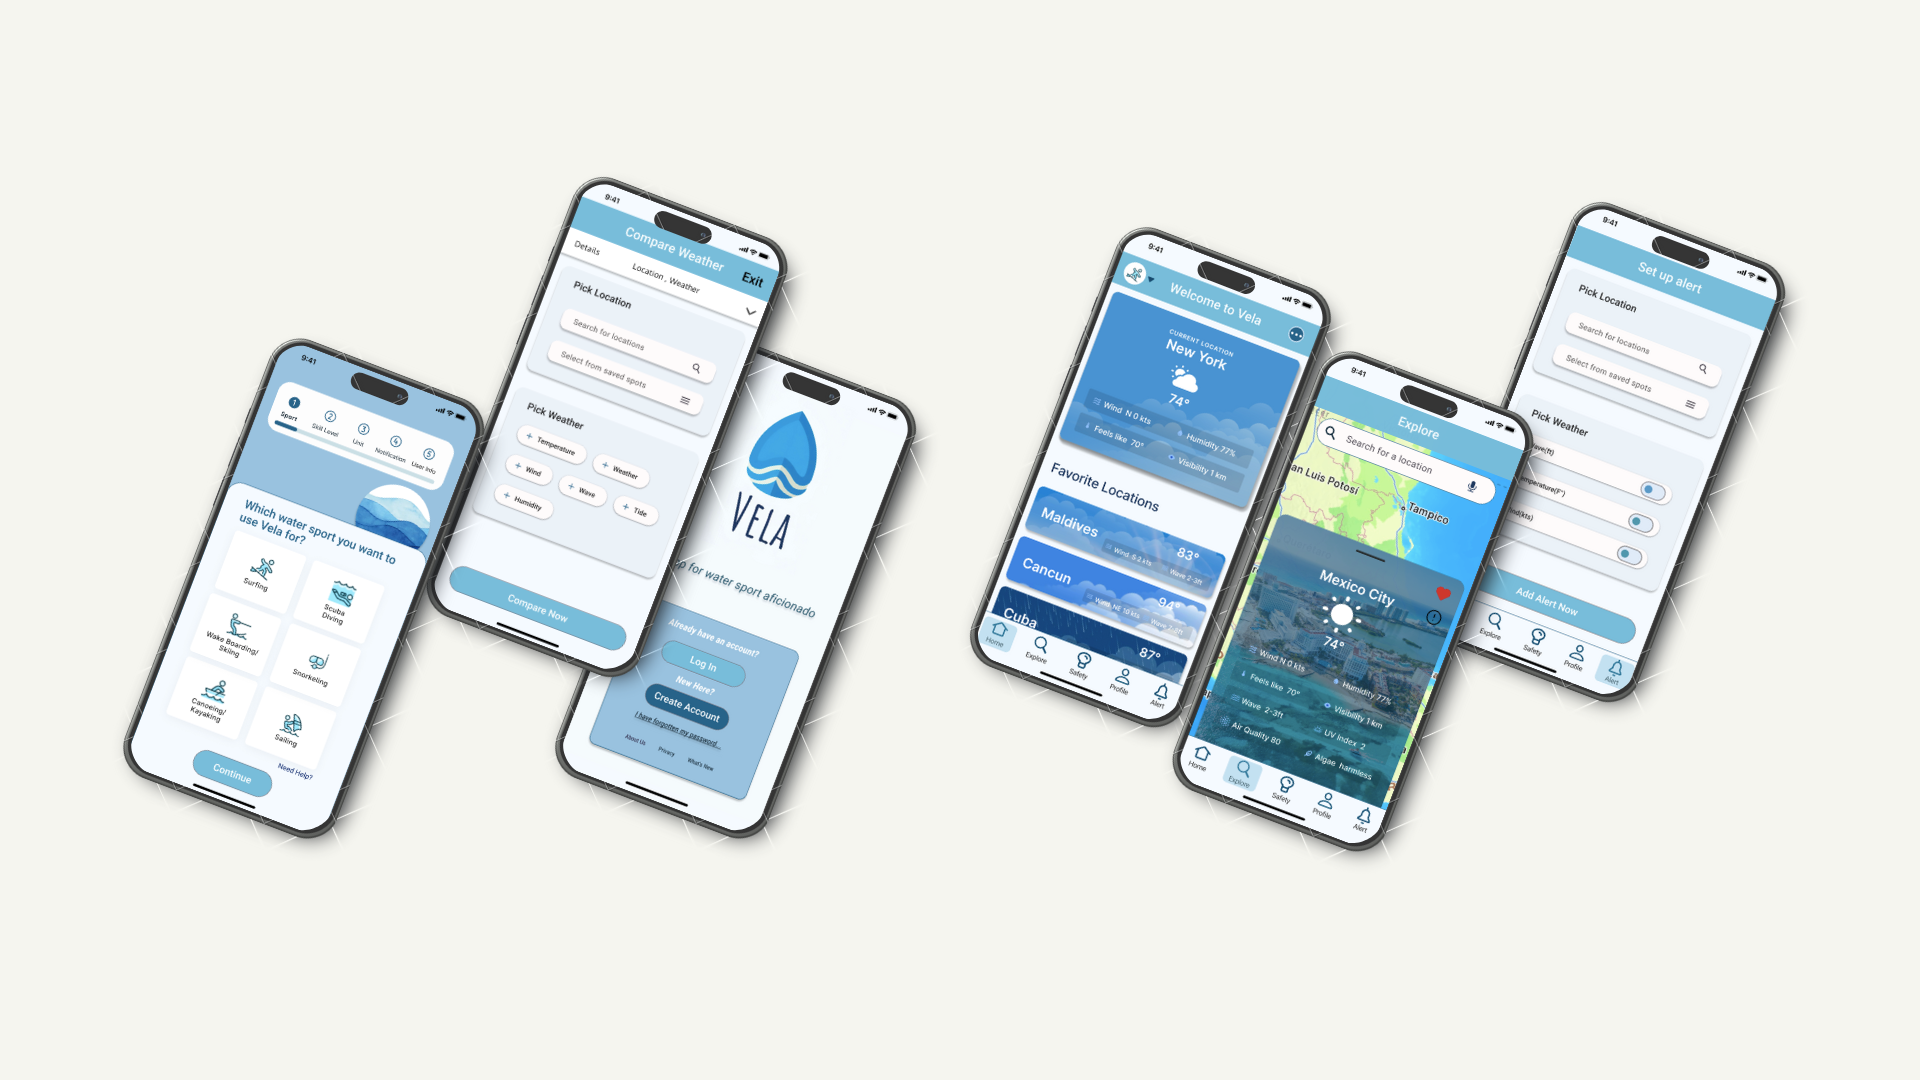 9:41
1
2
3
4
5
Sport
Skill Level
Unit
Notification
User Info
Which water sport you want to
use Vela for?
Surfing
Scuba
Diving
Wake Boarding/
Skiing
Snorkeling
Canoeing/
Kayaking
Sailing
Need Help?
Continue
9:41
Compare Weather
Exit
Details
Location , Weather
Pick Location
Search for locations
Select from saved spots
Pick Weather
+ Temperature
+ Weather
+ Wind
+ Wave
+ Tide
+ Humidity
Compare Now
VELA
for water sport aficionado
Already have an account?
Log In
New Here?
Create Account
I have forgotten my password...
About Us
Privacy
What's New
9:41
Welcome to Vela
CURRENT LOCATION
New York
74°
Wind N 0 kts
Humidity 77%
Feels like 70°
Visibility 1 km
Favorite Locations
Maldives
83°
Wind S 2 kts
Wave 2-3ft
Cancun
94°
Wind NE 10 kts
Wave 2-3ft
Cuba
87°
Home
Explore
Safety
Profile
Alert
9:41
Explore
Search for a location
an Luis Potosí
Tampico
Mexico City
74°
Wind N 0 kts
Humidity 77%
Feels like 70°
Visibility 1 km
Wave 2-3ft
UV Index 2
Air Quality 80
Algae harmless
Home
Explore
Safety
Profile
Alert
9:41
Set up alert
Pick Location
Search for locations
Select from saved spots
Pick Weather
ave(ft)
mperature(F°)
nd(kts)
Add Alert Now
Explore
Safety
Profile
Alert